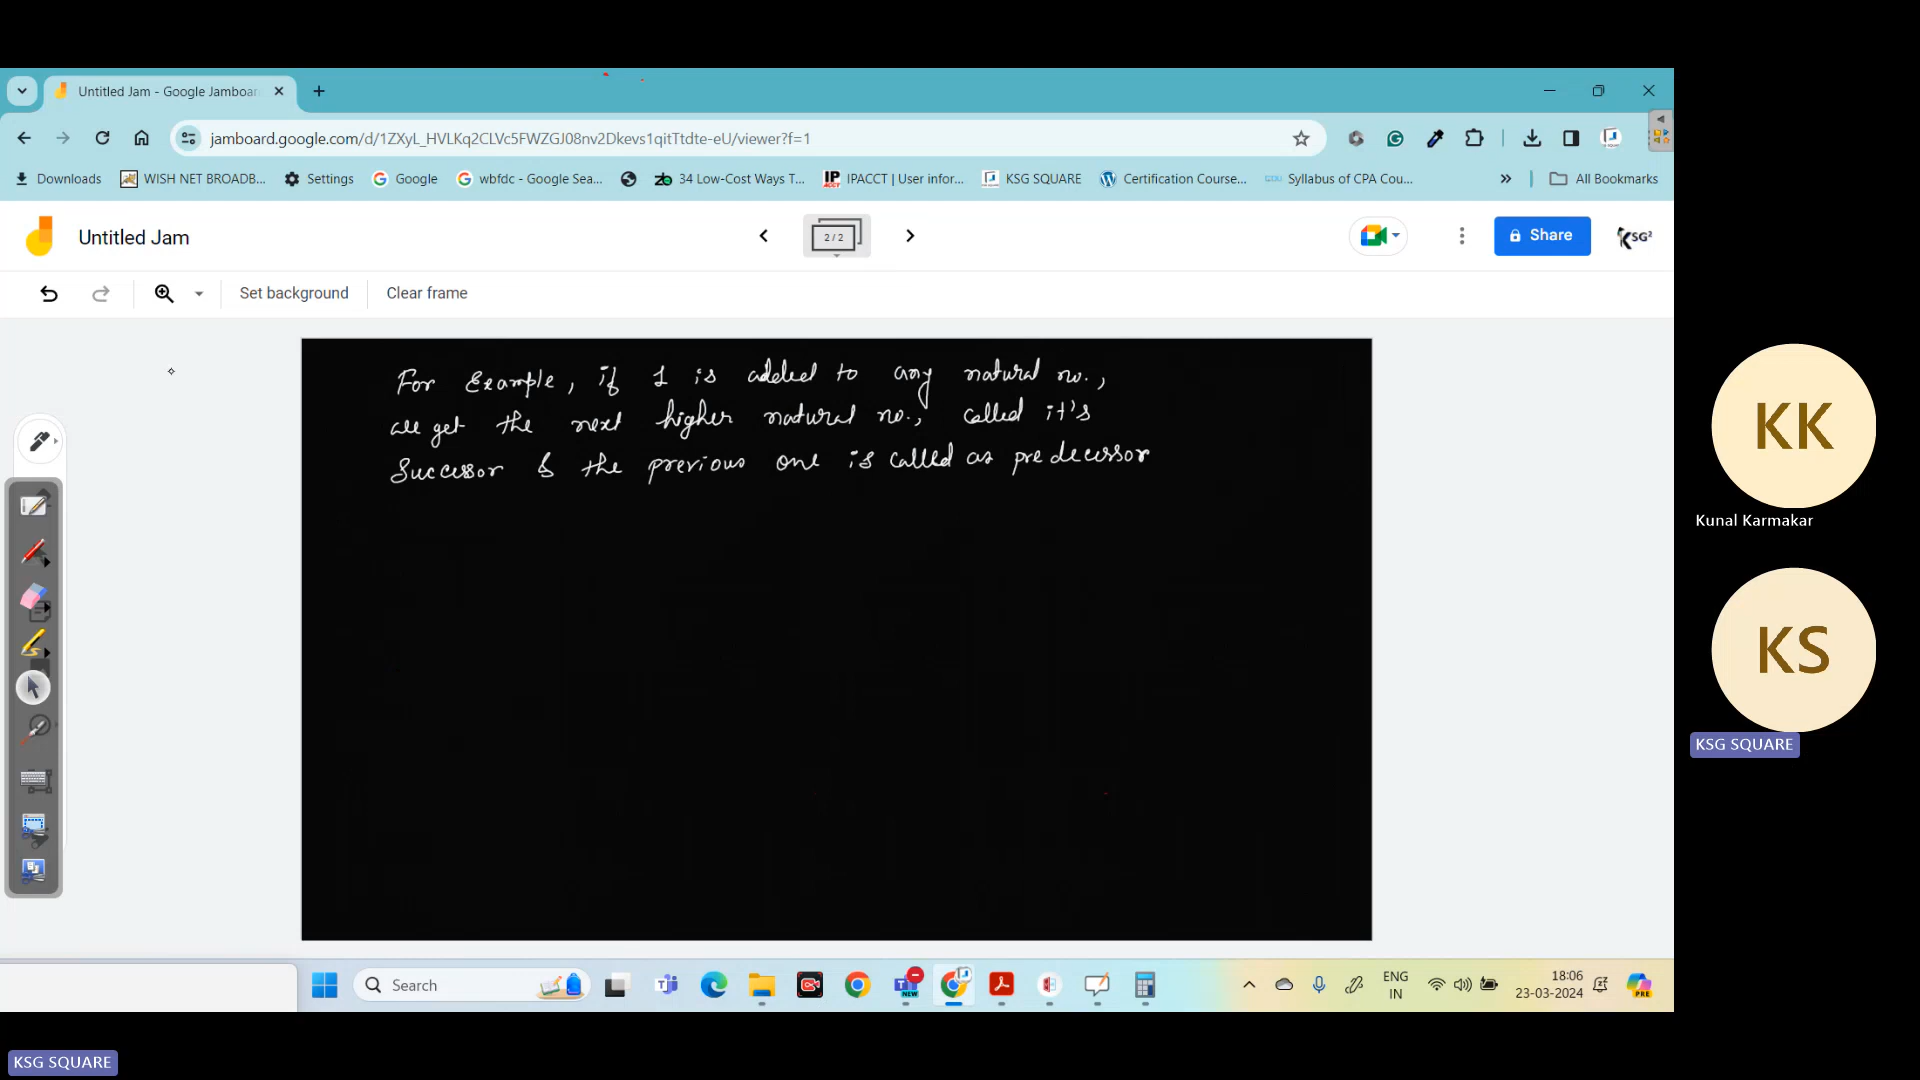 Untitled Jam - Google Jamboar
jamboard.google.com/d/1ZXyL_HVLKq2CLVc5FWZGJ08nv2Dkevs1qitTtdte-eU/viewer?f=1
Downloads WISH NET BROADB... Settings Google wbfdc - Google Sea... 34 Low-Cost Ways T... IPACCT | User infor... KSG SQUARE Certification Course... Syllabus of CPA Cou... » All Bookmarks
Untitled Jam 2 / 2 Share KSG²
Set background Clear frame
For Example, if 1 is added to any natural no.,
we get the next higher natural no., called it's
Successor & the previous one is called as predecessor
KK
Kunal Karmakar
KS
KSG SQUARE
Search ENG IN 18:06 23-03-2024
KSG SQUARE